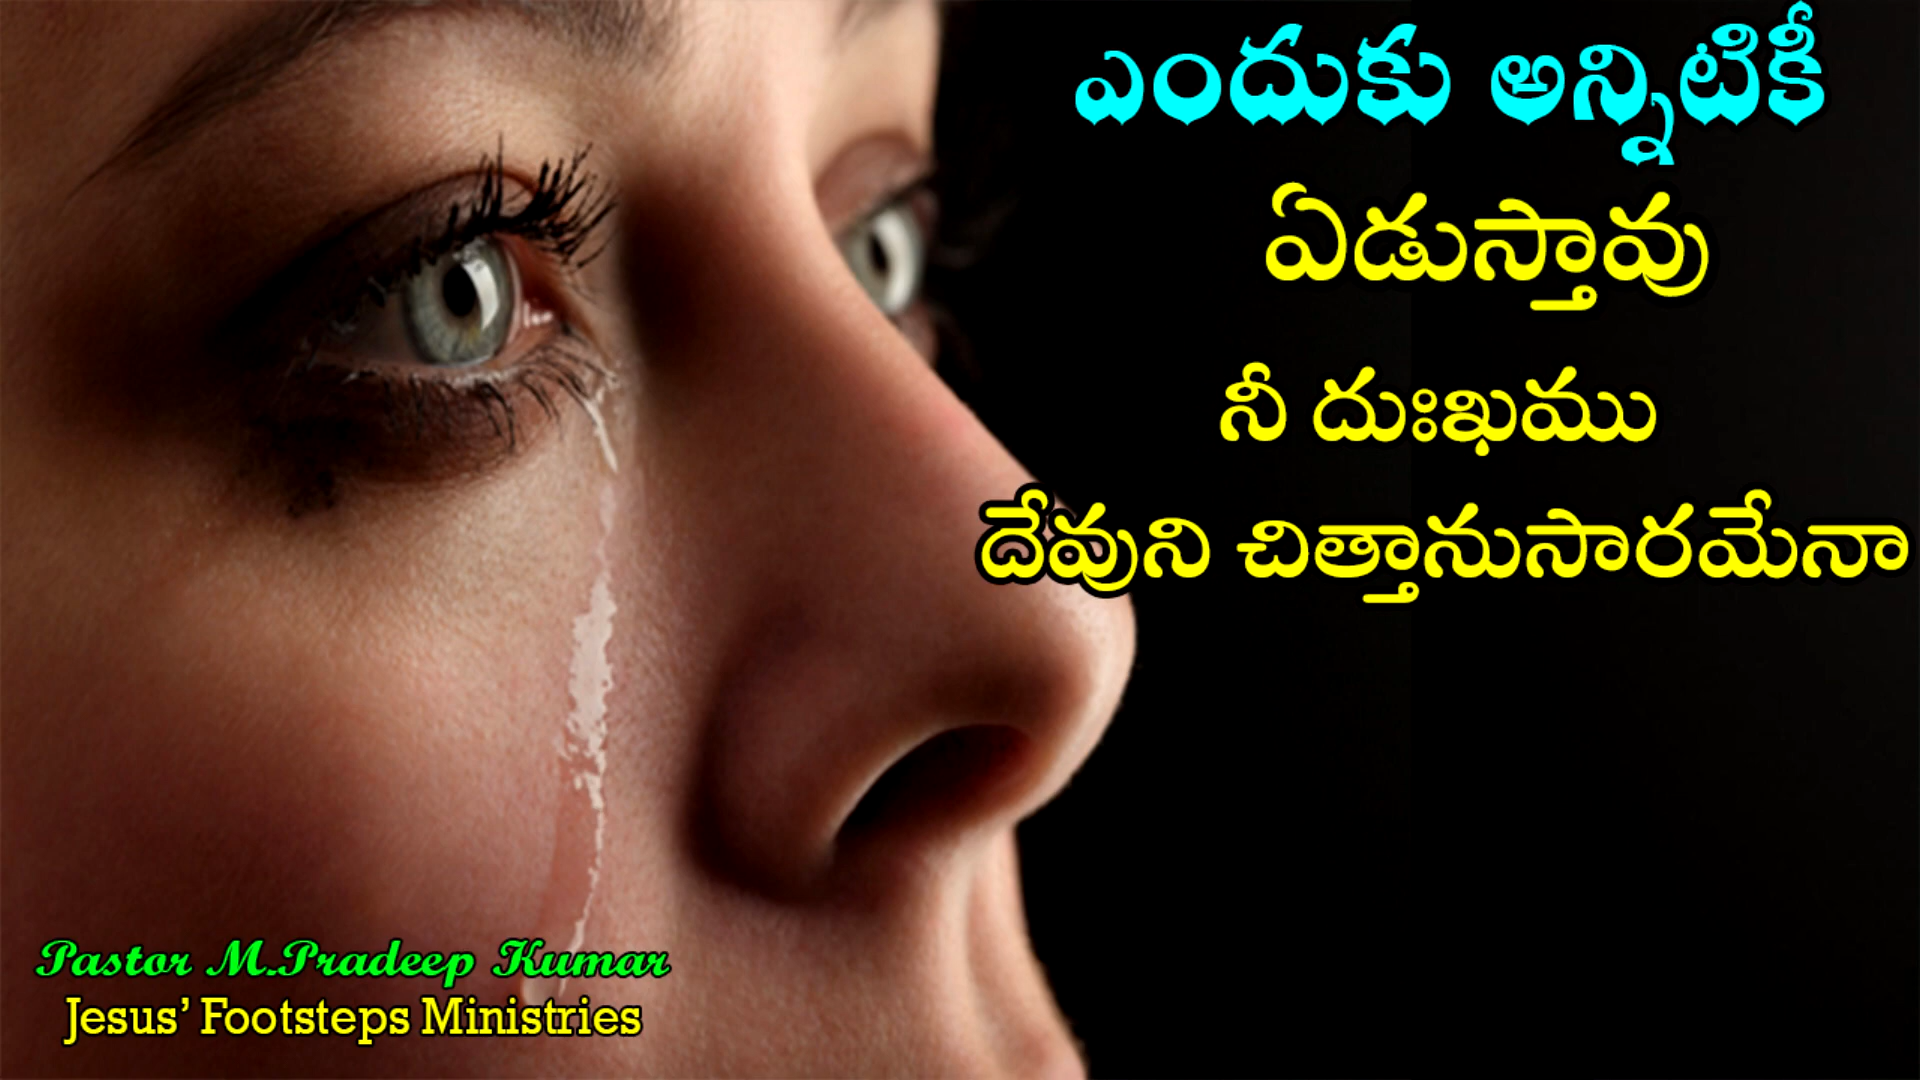 ఎందుకు అన్నిటికీ
ఏడుస్తావు
నీ దుఃఖము
దేవుని చిత్తానుసారమేనా
Pastor M.Pradeep Kumar
Jesus’ Footsteps Ministries